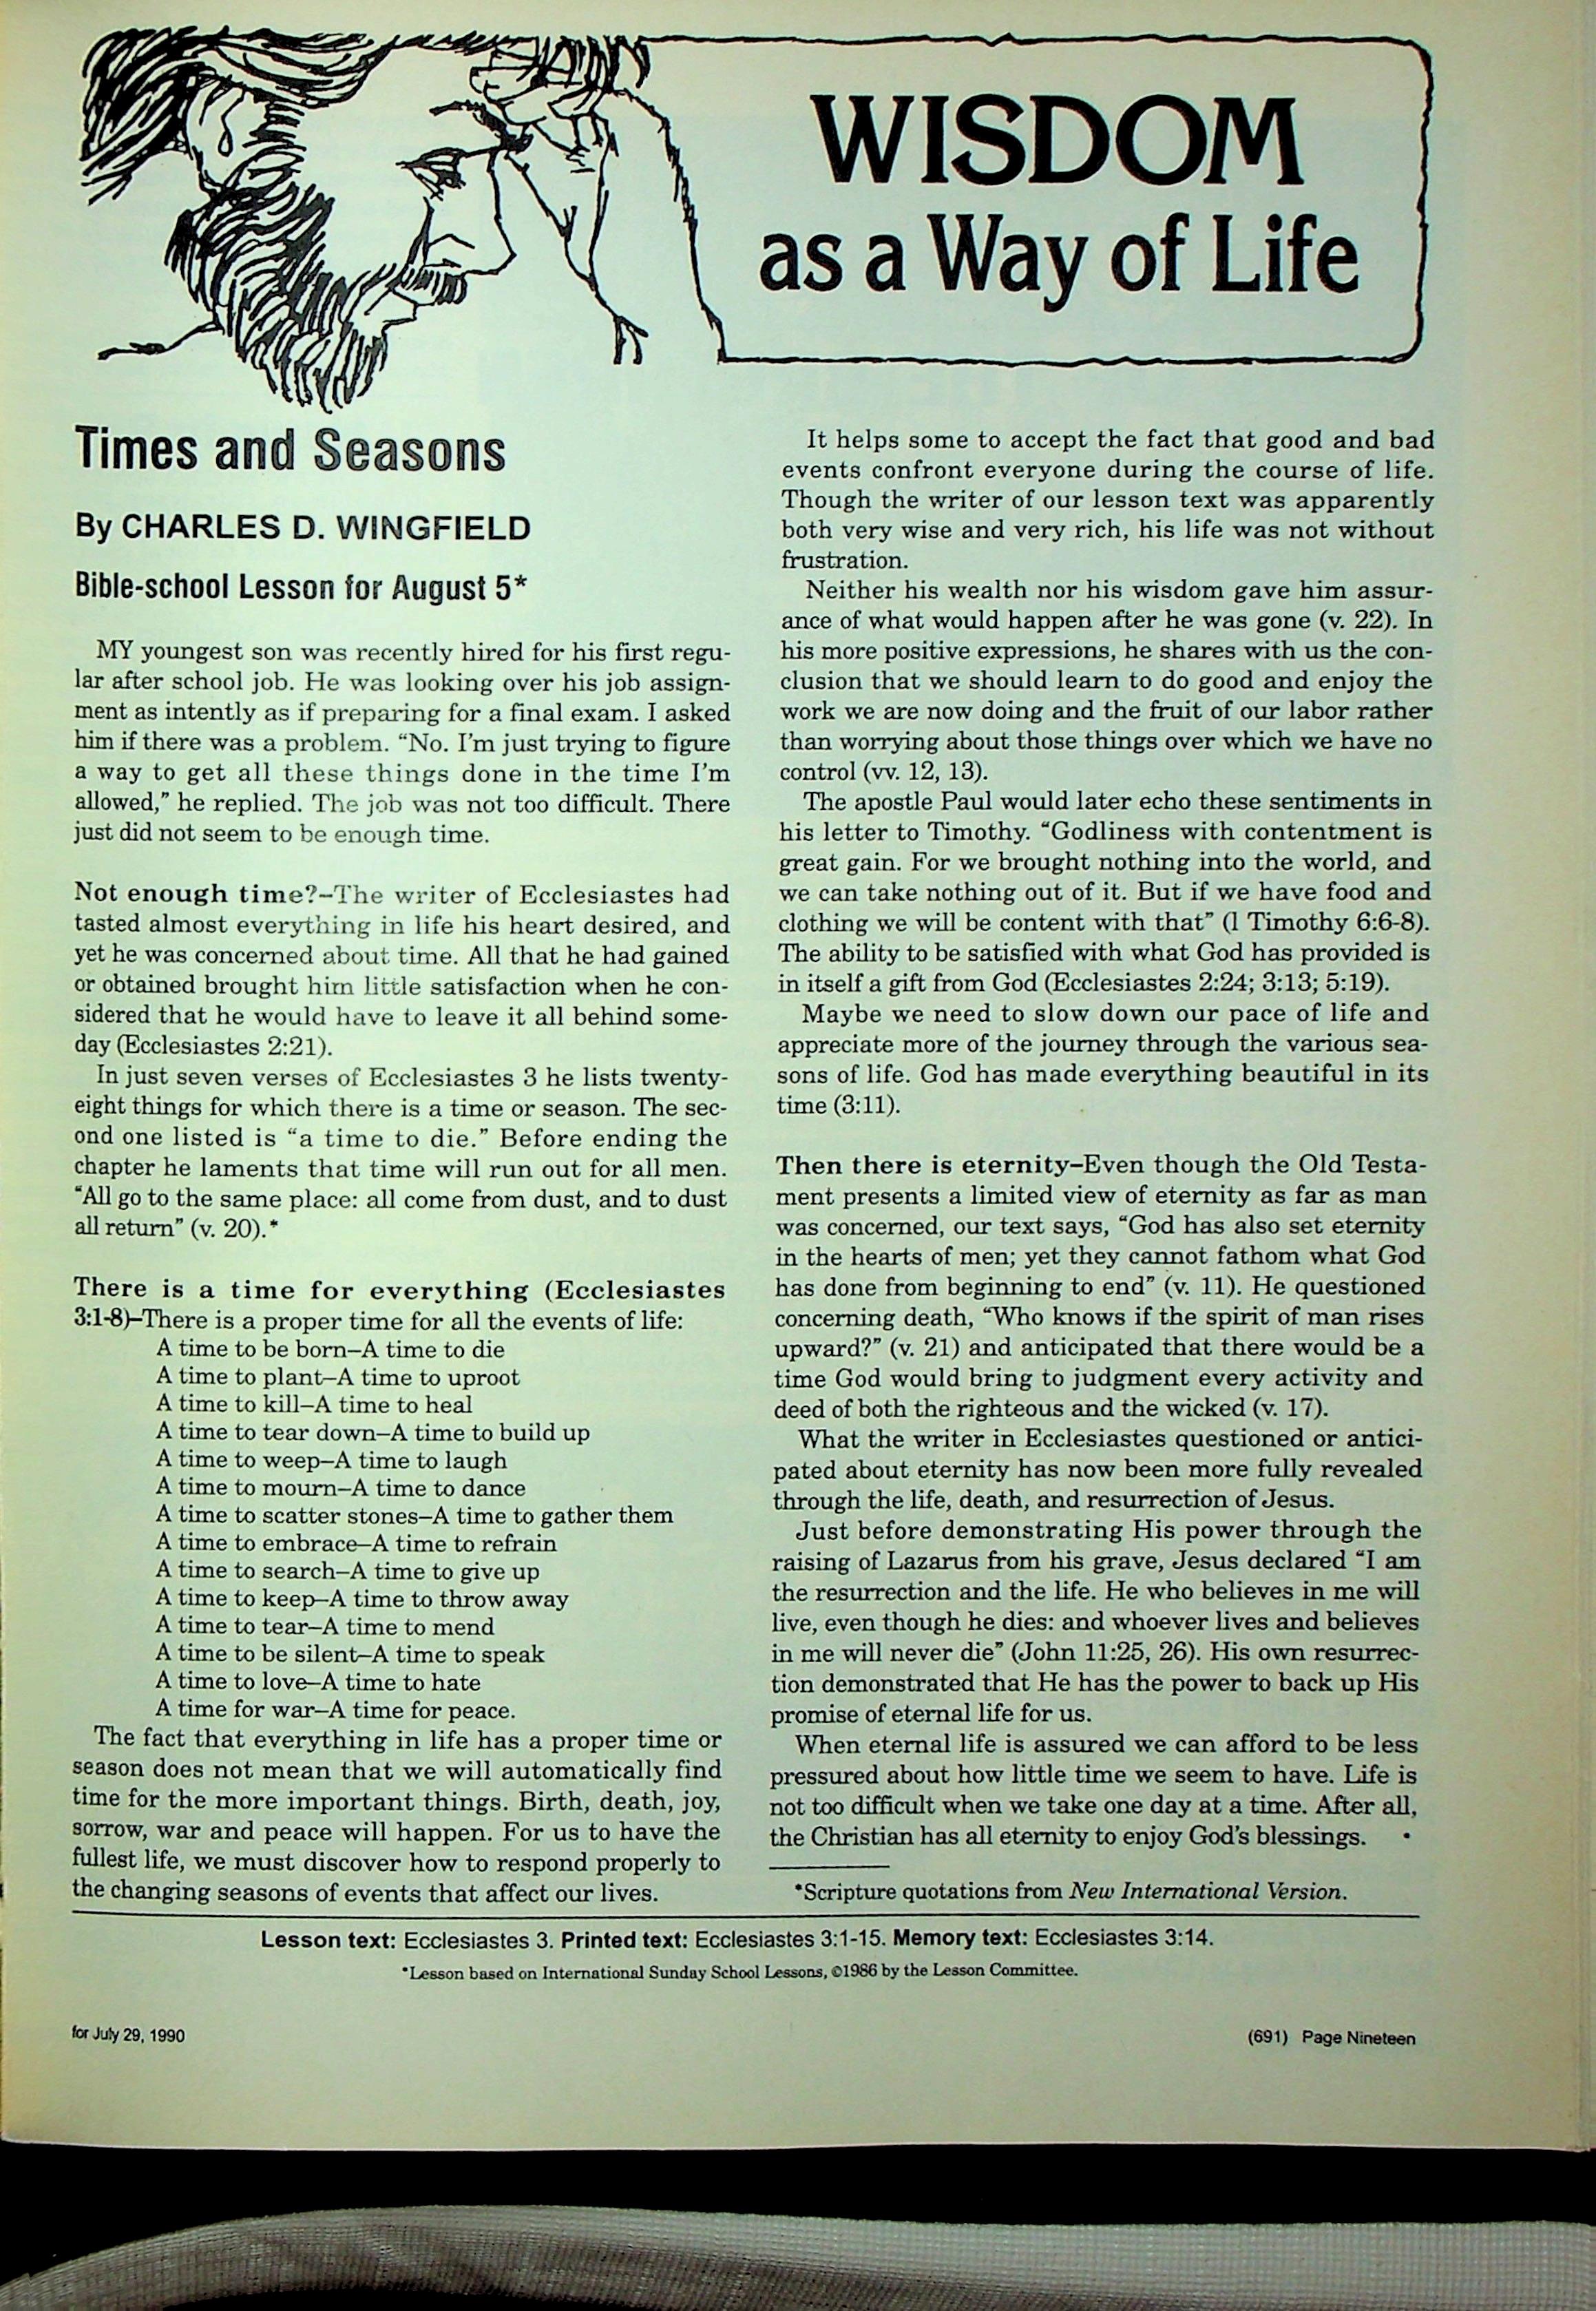 WISDOM
as a Way of Life
Times and Seasons
By CHARLES D. WINGFIELD
Bible-school Lesson for August 5*
MY youngest son was recently hired for his first regu-
lar after school job. He was looking over his job assign-
ment as intently as if preparing for a final exam. I asked
him if there was a problem. “No. I’m just trying to figure
a way to get all these things done in the time I’m
allowed,” he replied. The job was not too difficult. There
just did not seem to be enough time.
Not enough time?–The writer of Ecclesiastes had
tasted almost everything in life his heart desired, and
yet he was concerned about time. All that he had gained
or obtained brought him little satisfaction when he con-
sidered that he would have to leave it all behind some-
day (Ecclesiastes 2:21).
In just seven verses of Ecclesiastes 3 he lists twenty-
eight things for which there is a time or season. The sec-
ond one listed is “a time to die.” Before ending the
chapter he laments that time will run out for all men.
“All go to the same place: all come from dust, and to dust
all return” (v. 20).*
There is a time for everything (Ecclesiastes
3:1-8)–There is a proper time for all the events of life:
A time to be born–A time to die
A time to plant–A time to uproot
A time to kill–A time to heal
A time to tear down–A time to build up
A time to weep–A time to laugh
A time to mourn–A time to dance
A time to scatter stones–A time to gather them
A time to embrace–A time to refrain
A time to search–A time to give up
A time to keep–A time to throw away
A time to tear–A time to mend
A time to be silent–A time to speak
A time to love–A time to hate
A time for war–A time for peace.
The fact that everything in life has a proper time or
season does not mean that we will automatically find
time for the more important things. Birth, death, joy,
sorrow, war and peace will happen. For us to have the
fullest life, we must discover how to respond properly to
the changing seasons of events that affect our lives.
It helps some to accept the fact that good and bad
events confront everyone during the course of life.
Though the writer of our lesson text was apparently
both very wise and very rich, his life was not without
frustration.
Neither his wealth nor his wisdom gave him assur-
ance of what would happen after he was gone (v. 22). In
his more positive expressions, he shares with us the con-
clusion that we should learn to do good and enjoy the
work we are now doing and the fruit of our labor rather
than worrying about those things over which we have no
control (vv. 12, 13).
The apostle Paul would later echo these sentiments in
his letter to Timothy. “Godliness with contentment is
great gain. For we brought nothing into the world, and
we can take nothing out of it. But if we have food and
clothing we will be content with that” (1 Timothy 6:6-8).
The ability to be satisfied with what God has provided is
in itself a gift from God (Ecclesiastes 2:24; 3:13; 5:19).
Maybe we need to slow down our pace of life and
appreciate more of the journey through the various sea-
sons of life. God has made everything beautiful in its
time (3:11).
Then there is eternity–Even though the Old Testa-
ment presents a limited view of eternity as far as man
was concerned, our text says, “God has also set eternity
in the hearts of men; yet they cannot fathom what God
has done from beginning to end” (v. 11). He questioned
concerning death, “Who knows if the spirit of man rises
upward?” (v. 21) and anticipated that there would be a
time God would bring to judgment every activity and
deed of both the righteous and the wicked (v. 17).
What the writer in Ecclesiastes questioned or antici-
pated about eternity has now been more fully revealed
through the life, death, and resurrection of Jesus.
Just before demonstrating His power through the
raising of Lazarus from his grave, Jesus declared “I am
the resurrection and the life. He who believes in me will
live, even though he dies: and whoever lives and believes
in me will never die” (John 11:25, 26). His own resurrec-
tion demonstrated that He has the power to back up His
promise of eternal life for us.
When eternal life is assured we can afford to be less
pressured about how little time we seem to have. Life is
not too difficult when we take one day at a time. After all,
the Christian has all eternity to enjoy God’s blessings. •
*Scripture quotations from New International Version.
Lesson text: Ecclesiastes 3. Printed text: Ecclesiastes 3:1-15. Memory text: Ecclesiastes 3:14.
*Lesson based on International Sunday School Lessons, ©1986 by the Lesson Committee.
for July 29, 1990
(691) Page Nineteen